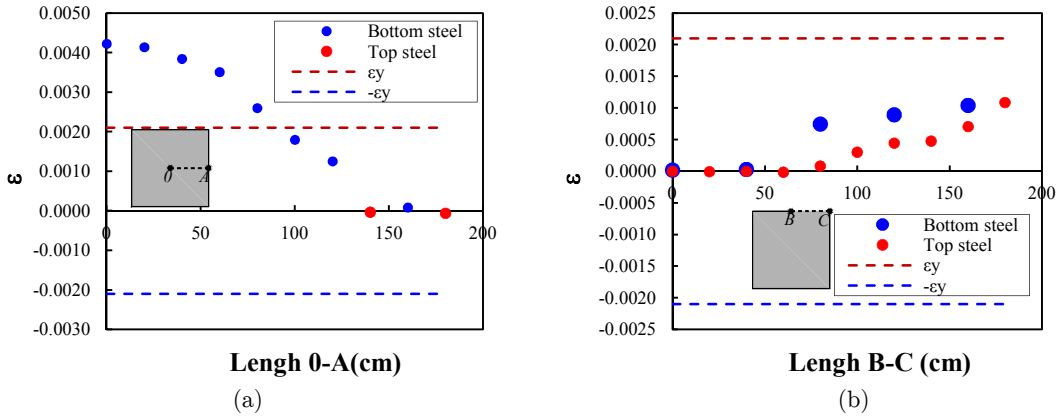 0.0050
0.0040
0.0030
0.0020
0.0010
0.0000
-0.0010
-0.0020
-0.0030
0
50
100
150
200
ε
Bottom steel
Top steel
εy
-εy
0
A
Lengh 0-A(cm)
(a)
0.0025
0.0020
0.0015
0.0010
0.0005
0.0000
-0.0005
-0.0010
-0.0015
-0.0020
-0.0025
0
50
100
150
200
ε
B
C
Bottom steel
Top steel
εy
-εy
Lengh B-C (cm)
(b)